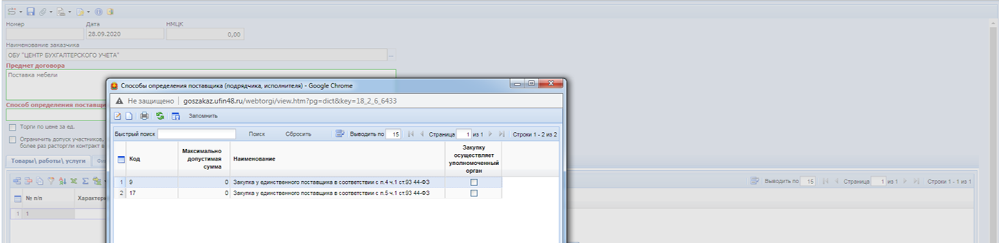 Номер Дата НМЦК
28.09.2020 0,00
Наименование заказчика
ОБУ "ЦЕНТР БУХГАЛТЕРСКОГО УЧЕТА" ...
Предмет договора
Поставка мебели
Способ определения поставщи
Торги по цене за ед.
Ограничить допуск участников,
более раз расторгли контракт в
Товары\ работы\ услуги
Выводить по 15 Страница 1 из 1 Строки 1 - 1 из 1
№ п/п Характери
1 1
Способы определения поставщика (подрядчика, исполнителя) - Google Chrome
Не защищено | goszakaz.ufin48.ru/webtorgi/view.htm?pg=dict&key=18_2_6_6433
Запомнить
Быстрый поиск Поиск Сбросить Выводить по 15 Страница 1 из 1 Строки 1 - 2 из 2
Код
Максимально
допустимая
сумма
Наименование
Закупку
осуществляет
уполномоченный
орган
1 9 0 Закупка у единственного поставщика в соответствии с п.4 ч.1 ст.93 44-ФЗ
2 17 0 Закупка у единственного поставщика в соответствии с п.5 ч.1 ст.93 44-ФЗ